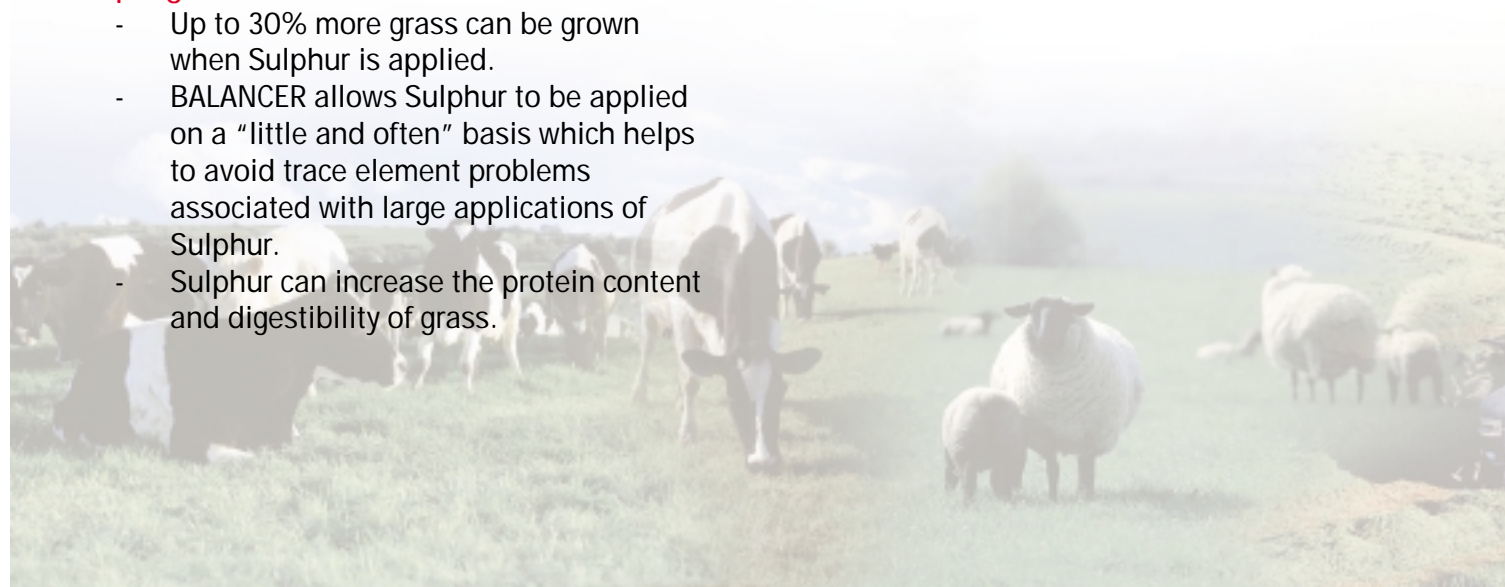 - Up to 30% more grass can be grown
when Sulphur is applied.
- BALANCER allows Sulphur to be applied
on a “little and often” basis which helps
to avoid trace element problems
associated with large applications of
Sulphur.
- Sulphur can increase the protein content
and digestibility of grass.